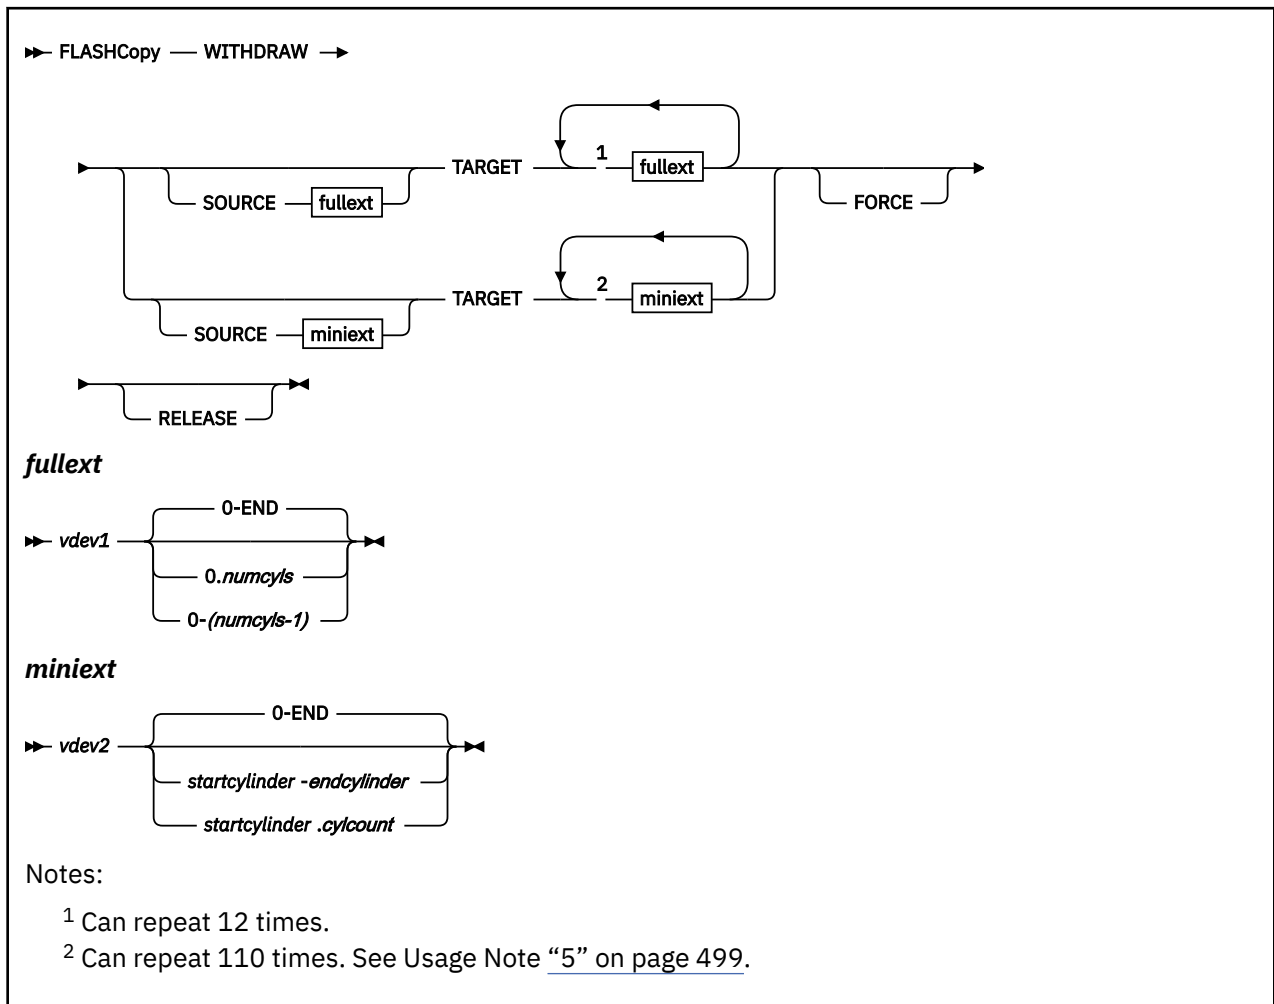 FLASHCopy WITHDRAW
TARGET 1 fullext
SOURCE fullext FORCE
TARGET 2 miniext
SOURCE miniext
RELEASE
fullext
0-END
vdev1
0.numcyls
0-(numcyls-1)
miniext
0-END
vdev2
startcylinder -endcylinder
startcylinder .cylcount
Notes:
1 Can repeat 12 times.
2 Can repeat 110 times. See Usage Note “5” on page 499.